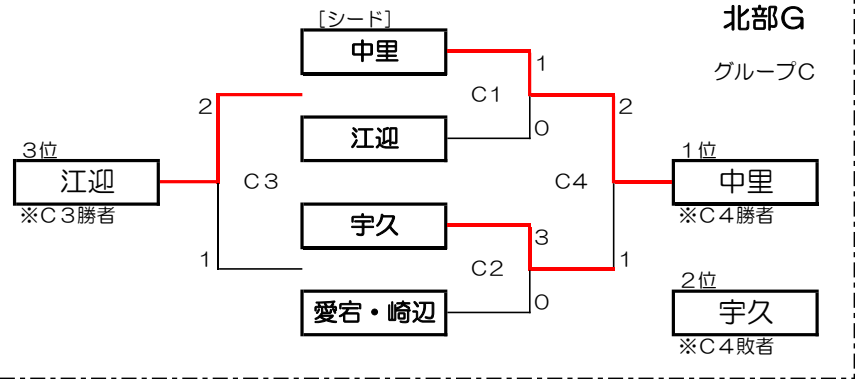 北部G
グループC
[シード]
中里
1
C1
江迎
0
2
2
3位
江迎
※C3勝者
C3
C4
1位
中里
※C4勝者
宇久
3
C2
1
1
愛宕・崎辺
0
2位
宇久
※C4敗者